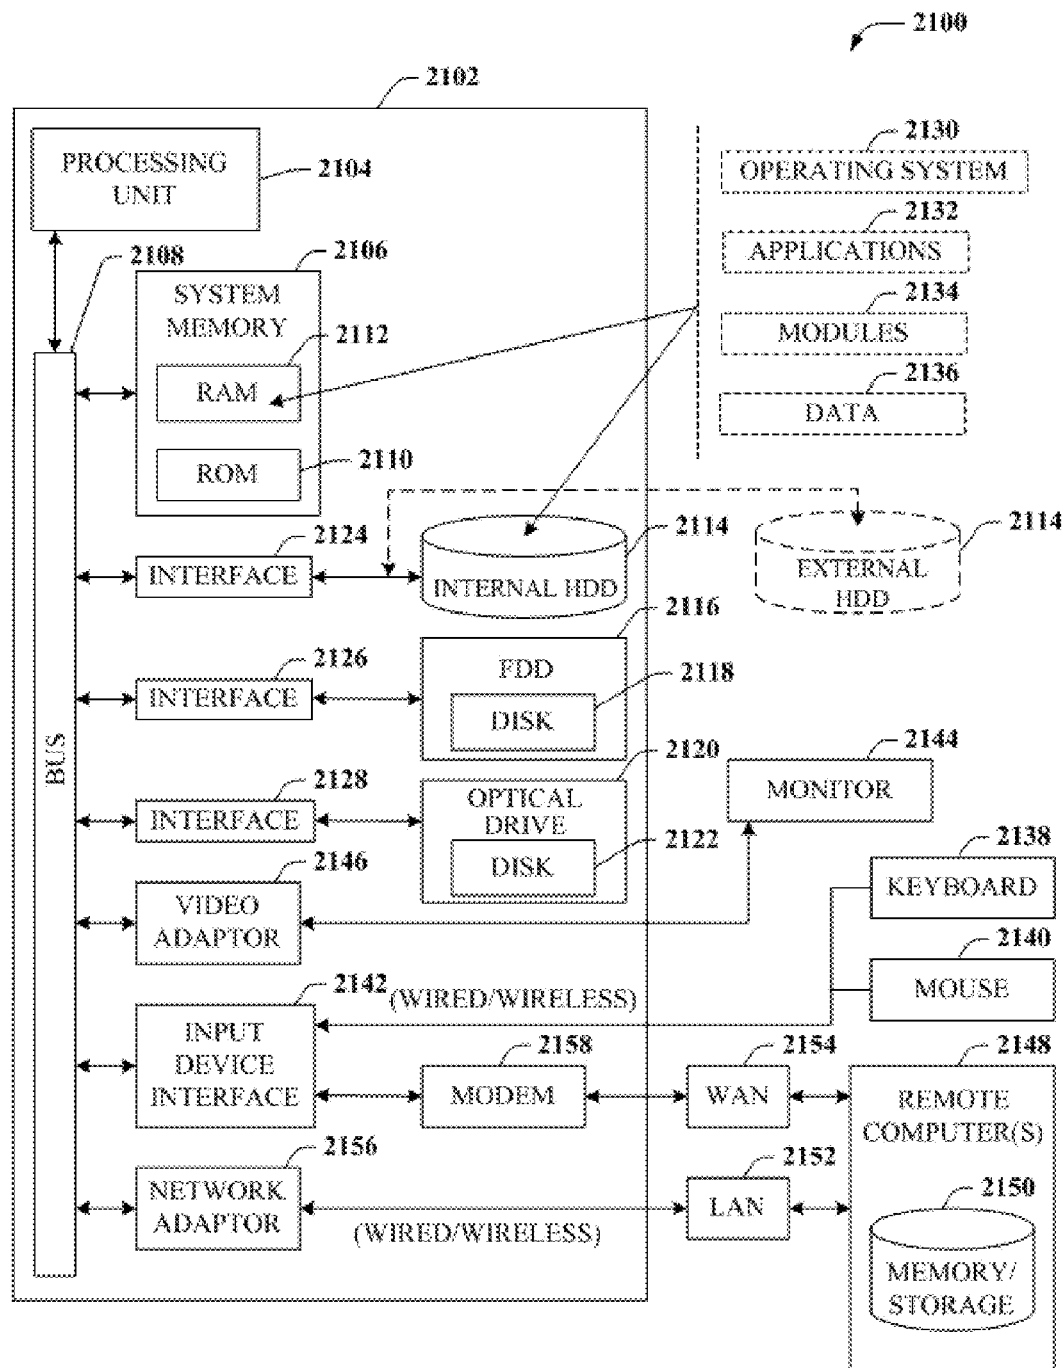 2100
2102
PROCESSING
UNIT
2104
2130
OPERATING SYSTEM
2132
APPLICATIONS
2134
MODULES
2136
DATA
2108
2106
SYSTEM
MEMORY
2112
RAM
ROM
2110
2124
INTERFACE
2114
INTERNAL HDD
2114
EXTERNAL
HDD
2116
FDD
2126
INTERFACE
2118
DISK
BUS
2120
OPTICAL
DRIVE
2128
INTERFACE
2122
DISK
2144
MONITOR
2146
VIDEO
ADAPTOR
2138
KEYBOARD
2140
MOUSE
2142
(WIRED/WIRELESS)
INPUT
DEVICE
INTERFACE
2158
MODEM
2154
WAN
2148
REMOTE
COMPUTER(S)
2156
NETWORK
ADAPTOR
(WIRED/WIRELESS)
2152
LAN
2150
MEMORY/
STORAGE